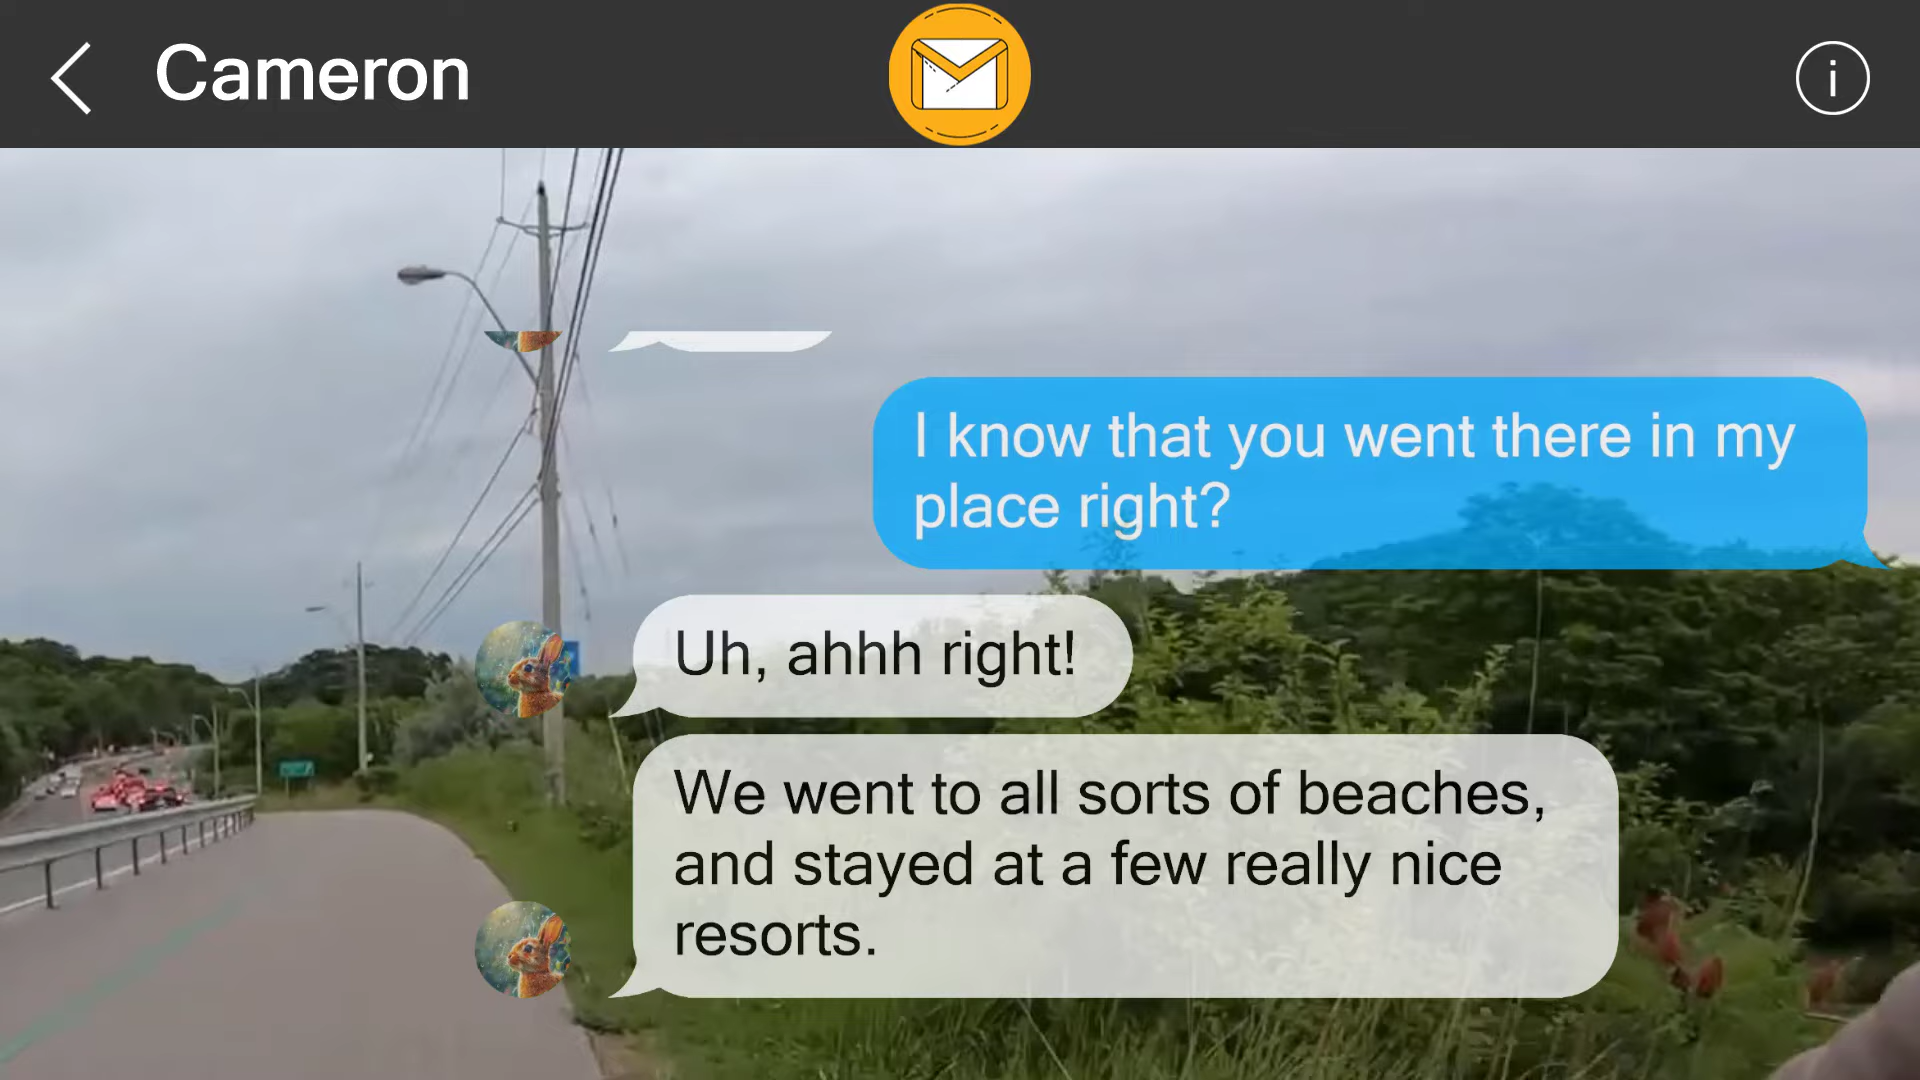 Cameron
i
I know that you went there in my
place right?
Uh, ahhh right!
We went to all sorts of beaches,
and stayed at a few really nice
resorts.